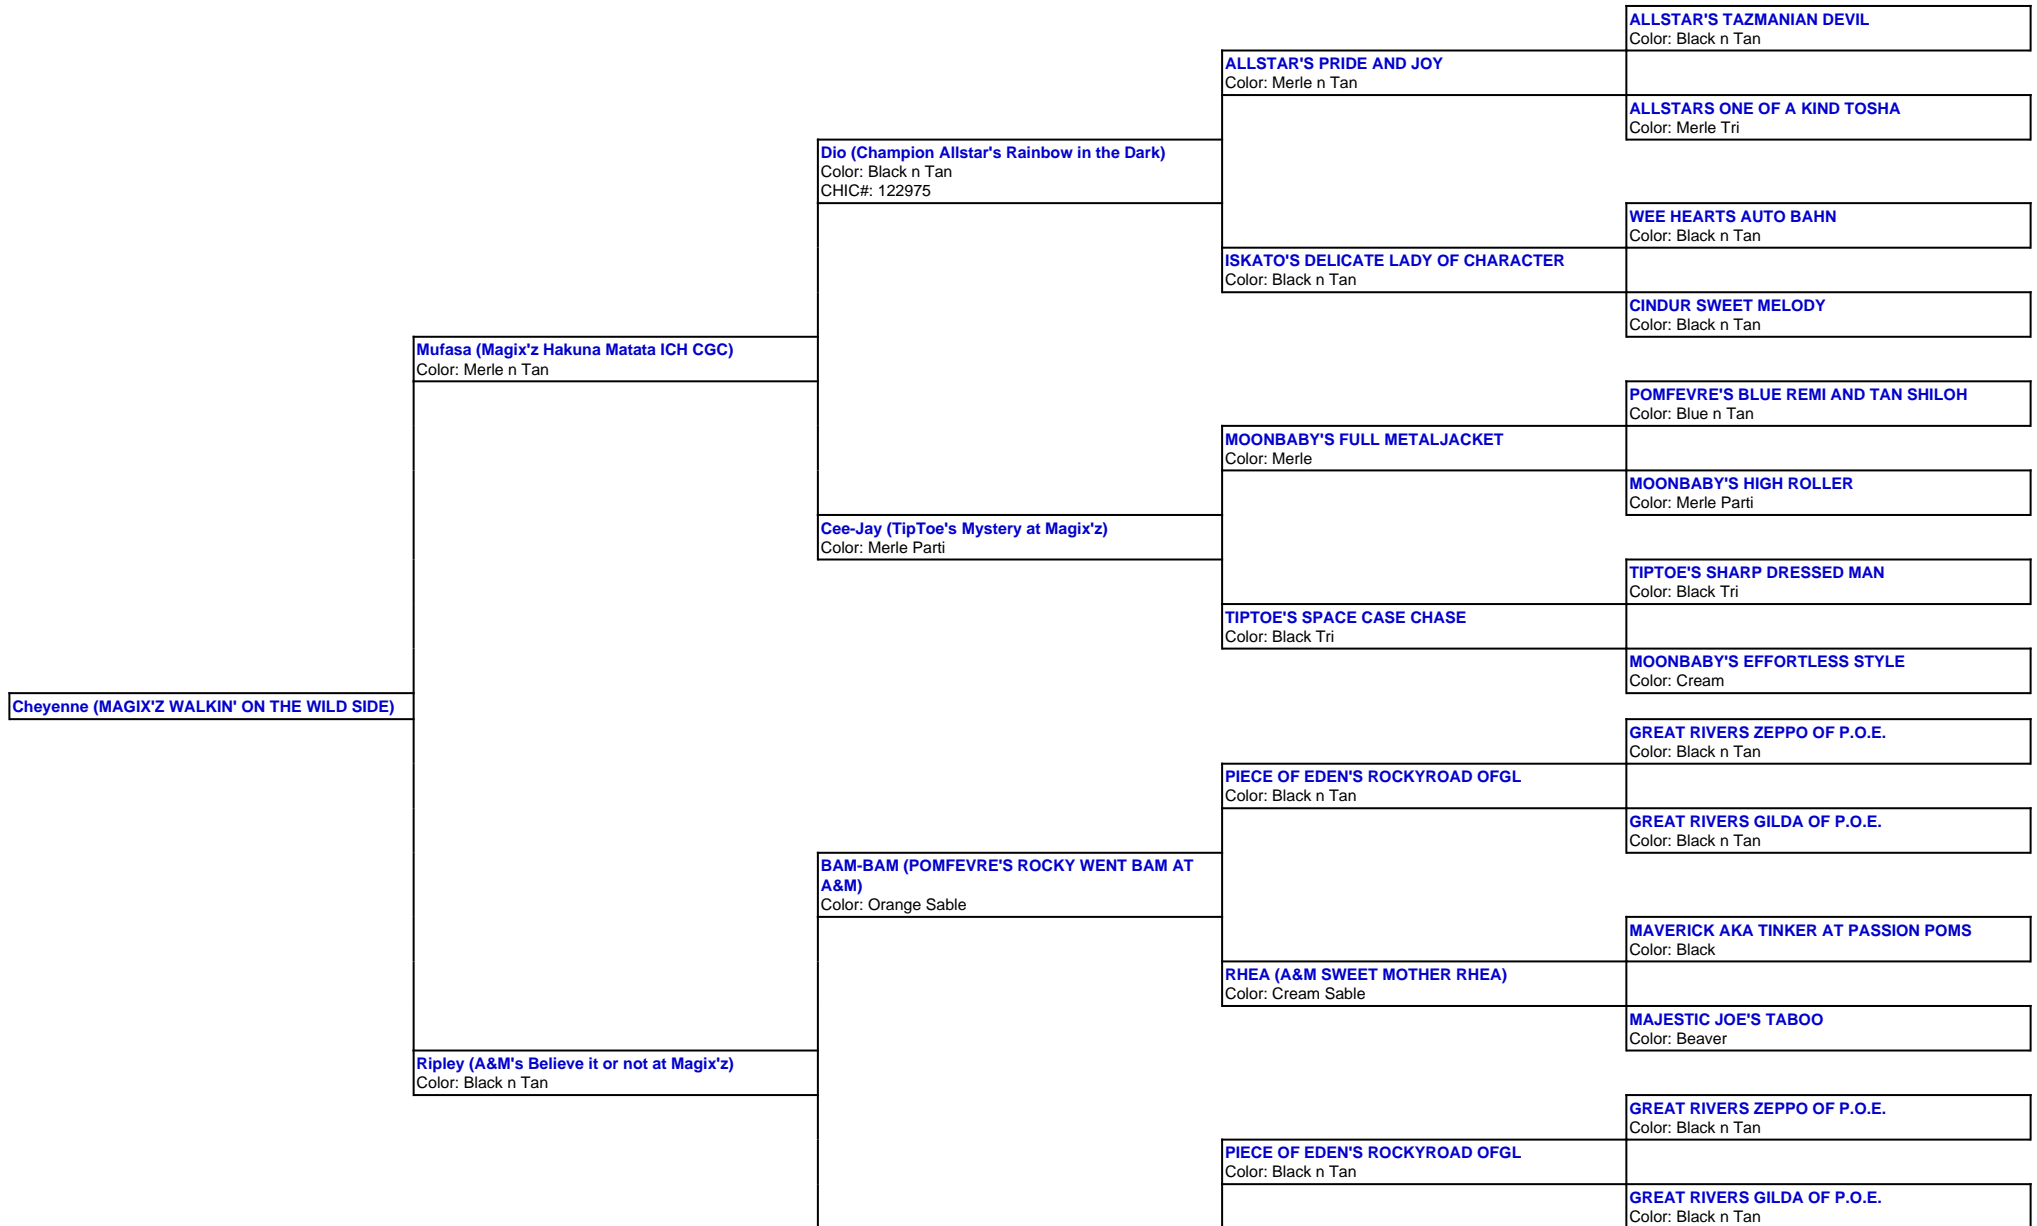 ALLSTAR'S TAZMANIAN DEVIL
Color: Black n Tan
ALLSTAR'S PRIDE AND JOY
Color: Merle n Tan
ALLSTARS ONE OF A KIND TOSHA
Color: Merle Tri
Dio (Champion Allstar's Rainbow in the Dark)
Color: Black n Tan
CHIC#: 122975
WEE HEARTS AUTO BAHN
Color: Black n Tan
ISKATO'S DELICATE LADY OF CHARACTER
Color: Black n Tan
CINDUR SWEET MELODY
Color: Black n Tan
Mufasa (Magix'z Hakuna Matata ICH CGC)
Color: Merle n Tan
POMFEVRE'S BLUE REMI AND TAN SHILOH
Color: Blue n Tan
MOONBABY'S FULL METALJACKET
Color: Merle
MOONBABY'S HIGH ROLLER
Color: Merle Parti
Cee-Jay (TipToe's Mystery at Magix'z)
Color: Merle Parti
TIPTOE'S SHARP DRESSED MAN
Color: Black Tri
TIPTOE'S SPACE CASE CHASE
Color: Black Tri
MOONBABY'S EFFORTLESS STYLE
Color: Cream
Cheyenne (MAGIX'Z WALKIN' ON THE WILD SIDE)
GREAT RIVERS ZEPPO OF P.O.E.
Color: Black n Tan
PIECE OF EDEN'S ROCKYROAD OFGL
Color: Black n Tan
GREAT RIVERS GILDA OF P.O.E.
Color: Black n Tan
BAM-BAM (POMFEVRE'S ROCKY WENT BAM AT
A&M)
Color: Orange Sable
MAVERICK AKA TINKER AT PASSION POMS
Color: Black
RHEA (A&M SWEET MOTHER RHEA)
Color: Cream Sable
MAJESTIC JOE'S TABOO
Color: Beaver
Ripley (A&M's Believe it or not at Magix'z)
Color: Black n Tan
GREAT RIVERS ZEPPO OF P.O.E.
Color: Black n Tan
PIECE OF EDEN'S ROCKYROAD OFGL
Color: Black n Tan
GREAT RIVERS GILDA OF P.O.E.
Color: Black n Tan